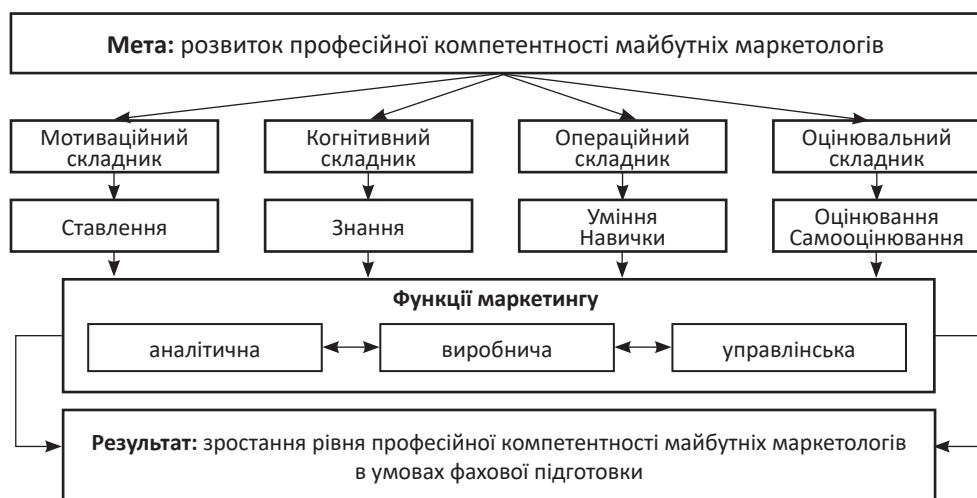 Мета: розвиток професійної компетентності майбутніх маркетологів
Мотиваційний
складник
Когнітивний
складник
Операційний
складник
Оцінювальний
складник
Ставлення
Знання
Уміння
Навички
Оцінювання
Самооцінювання
Функції маркетингу
аналітична
виробнича
управлінська
Результат: зростання рівня професійної компетентності майбутніх маркетологів
в умовах фахової підготовки